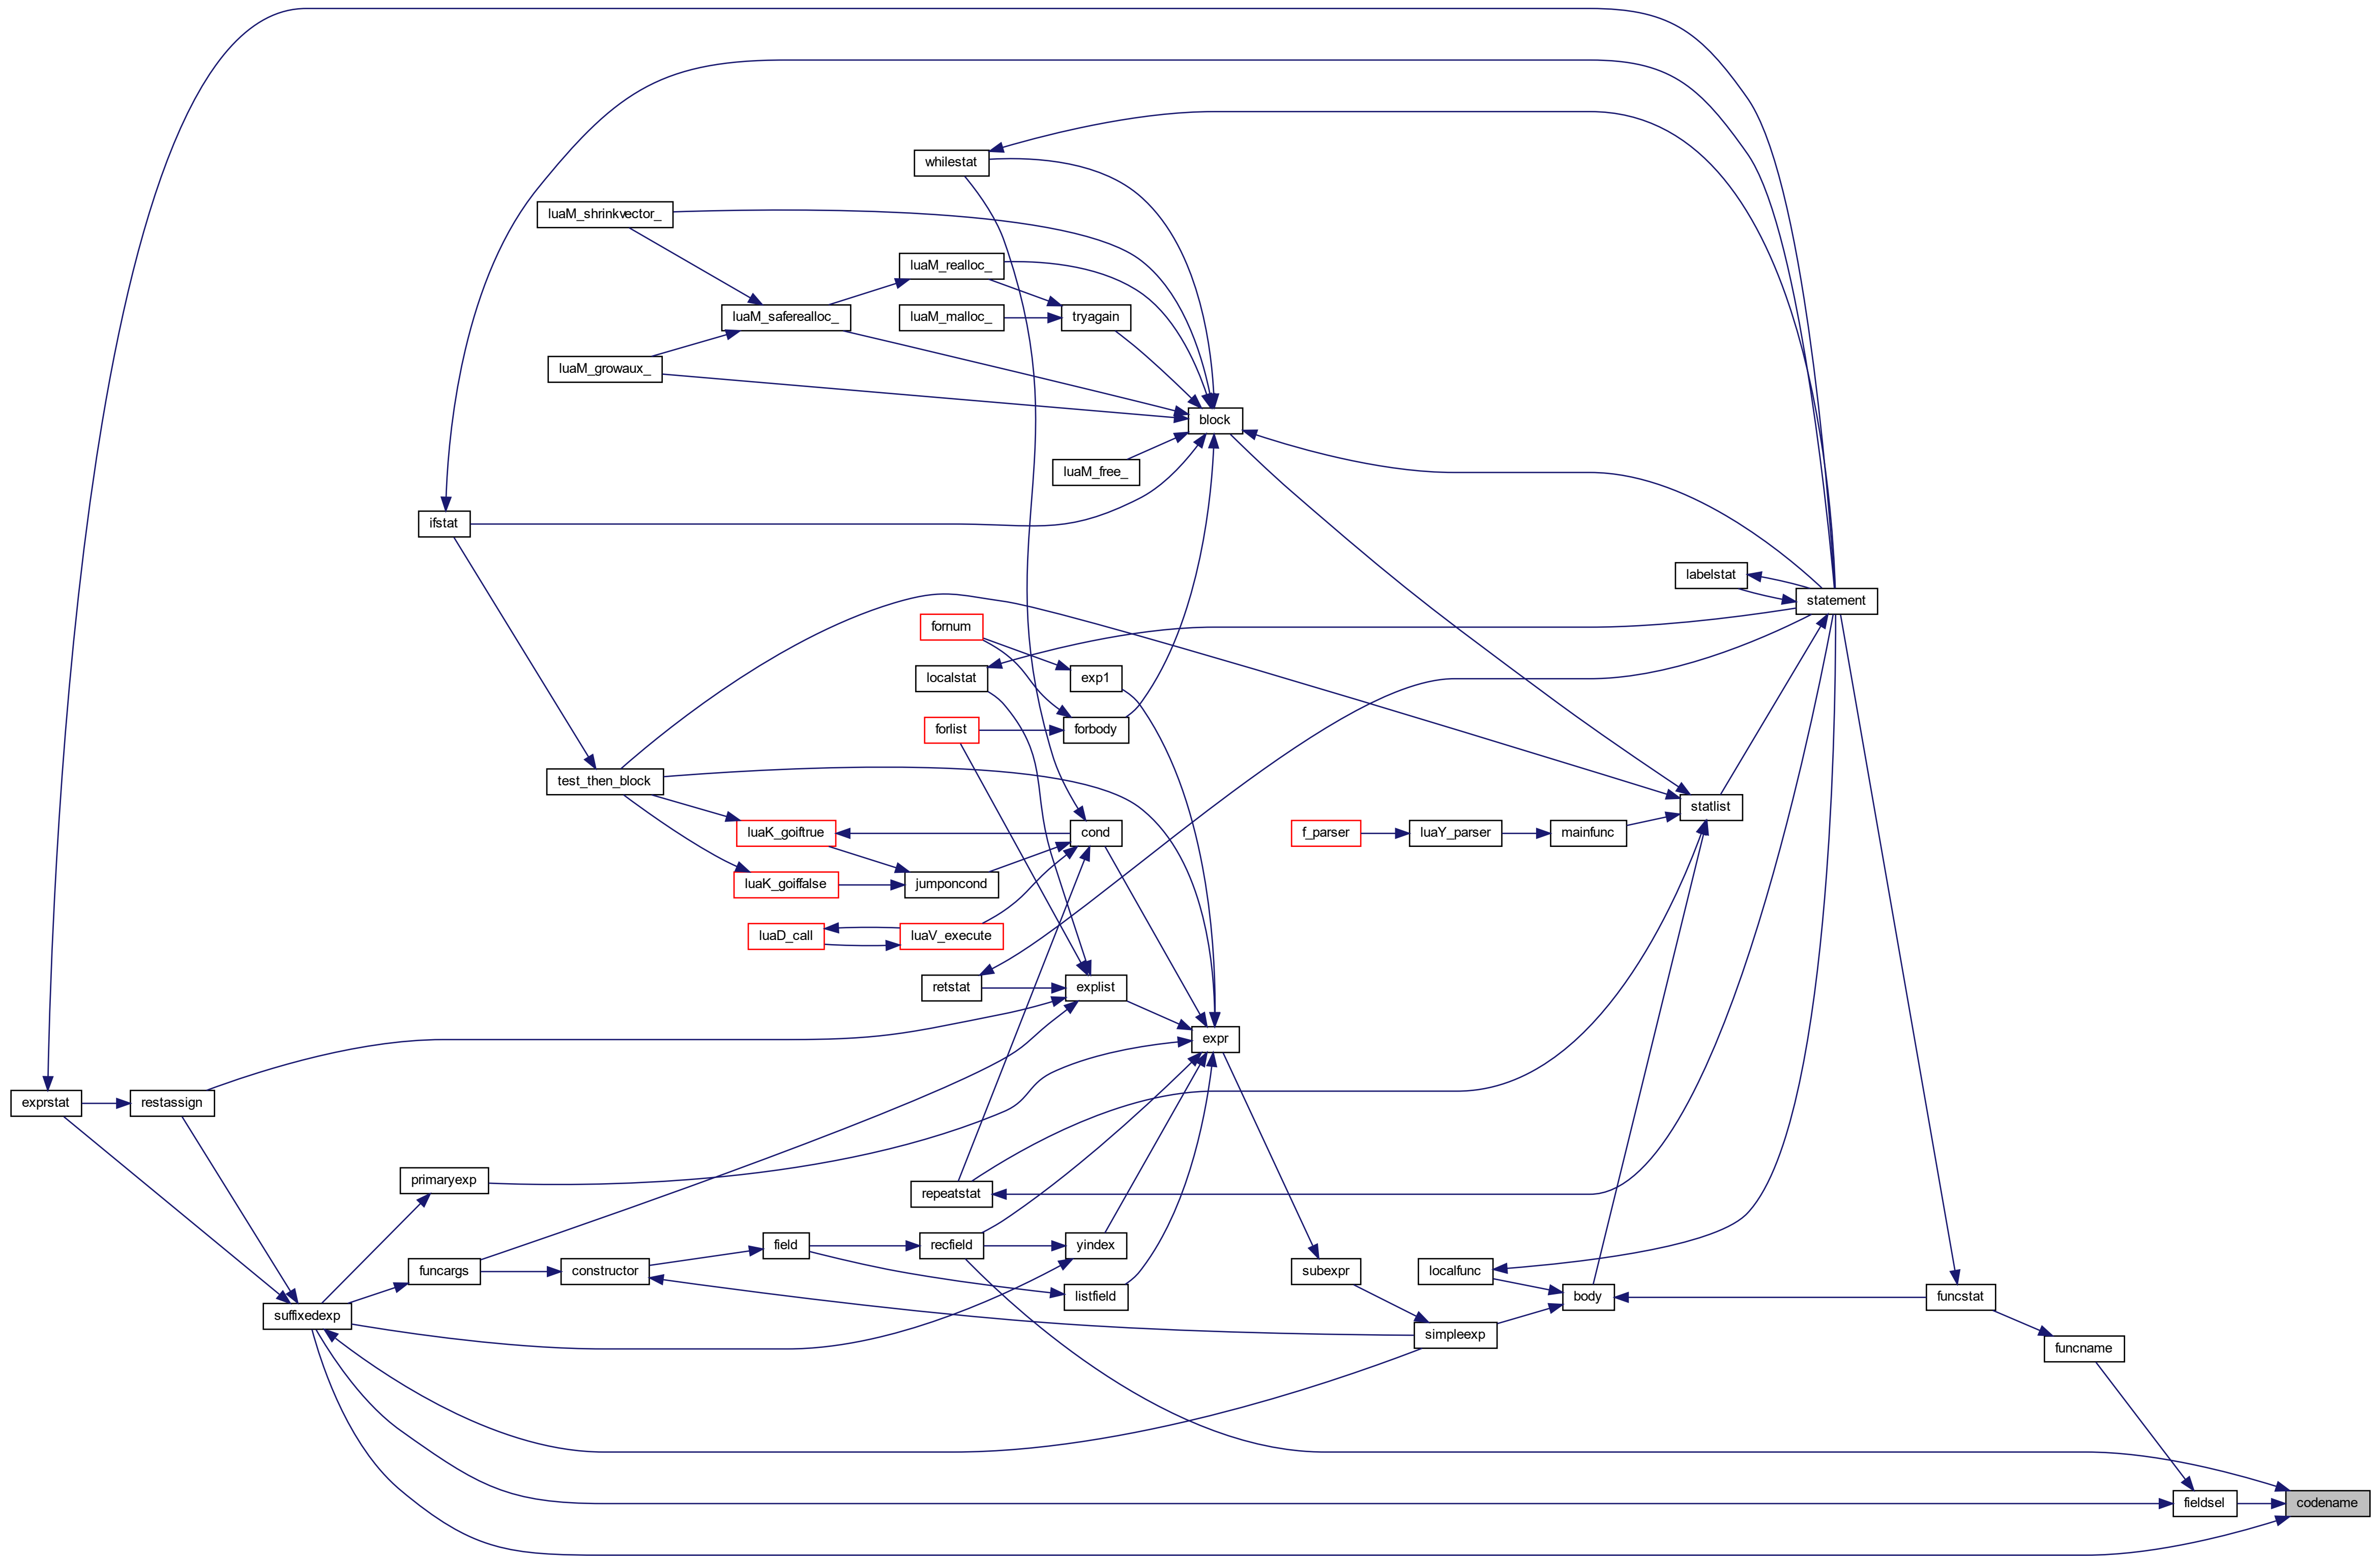 whilestat
luaM_shrinkvector_
luaM_realloc_
luaM_saferealloc_
luaM_malloc_
tryagain
luaM_growaux_
block
luaM_free_
ifstat
labelstat
statement
fornum
localstat
exp1
forlist
forbody
test_then_block
statlist
luaK_goiftrue
cond
f_parser
luaY_parser
mainfunc
luaK_goiffalse
jumponcond
luaD_call
luaV_execute
retstat
explist
expr
exprstat
restassign
primaryexp
repeatstat
field
recfield
yindex
funcargs
constructor
subexpr
localfunc
listfield
body
funcstat
suffixedexp
simpleexp
funcname
fieldsel
codename